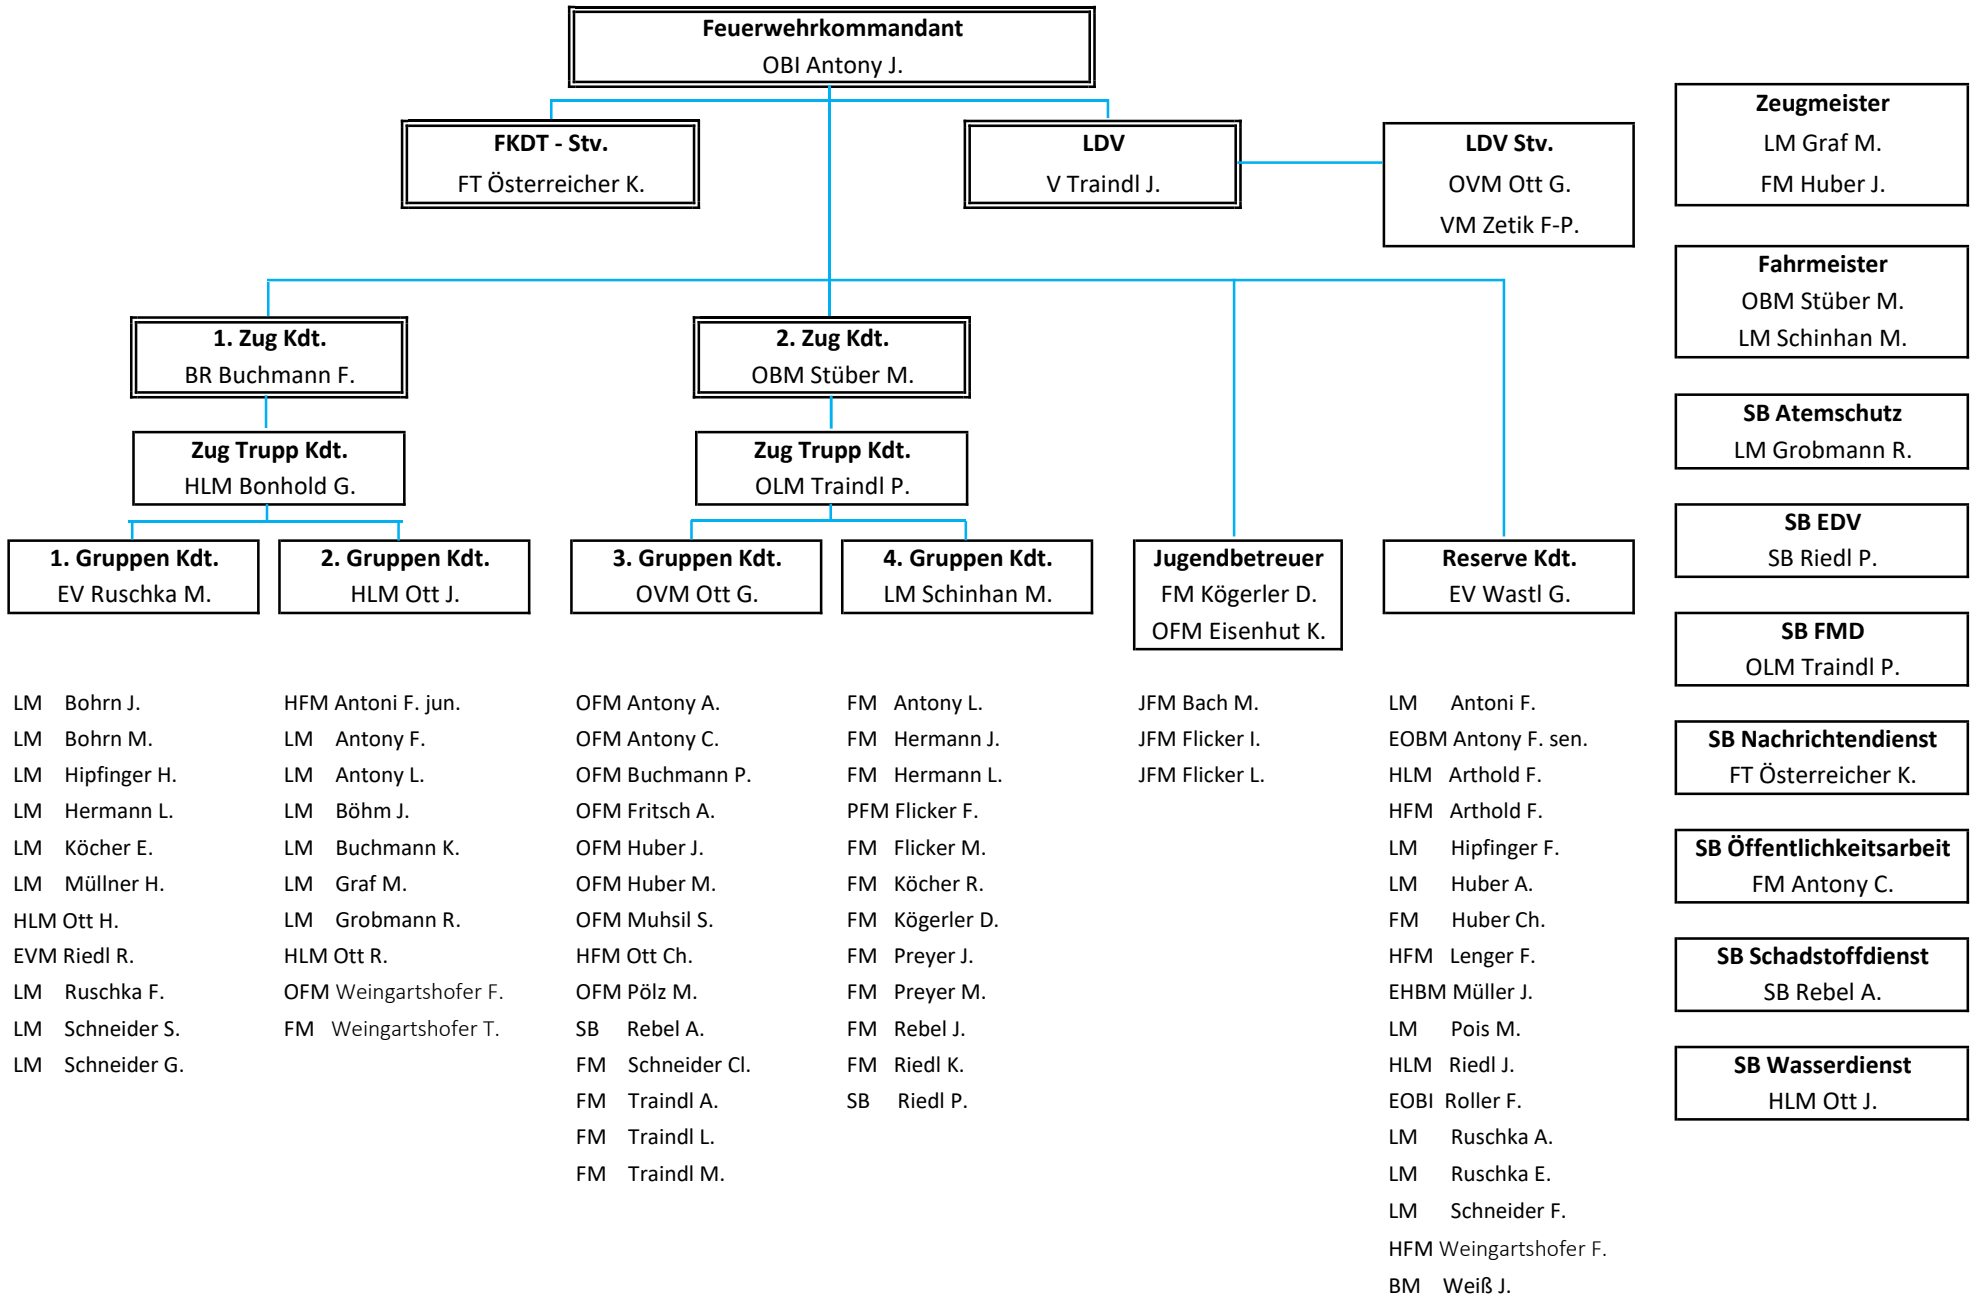 Feuerwehrkommandant
OBI Antony J.
FKDT - Stv.
FT Österreicher K.
LDV
V Traindl J.
LDV Stv.
OVM Ott G.
VM Zetik F-P.
1. Zug Kdt.
BR Buchmann F.
Zug Trupp Kdt.
HLM Bonhold G.
2. Zug Kdt.
OBM Stüber M.
Zug Trupp Kdt.
OLM Traindl P.
1. Gruppen Kdt.
EV Ruschka M.
LM Bohrn J.
LM Bohrn M.
LM Hipfinger H.
LM Hermann L.
LM Köcher E.
LM Müllner H.
HLM Ott H.
EVM Riedl R.
LM Ruschka F.
LM Schneider S.
LM Schneider G.
2. Gruppen Kdt.
HLM Ott J.
HFM Antoni F. jun.
LM Antony F.
LM Antony L.
LM Böhm J.
LM Buchmann K.
LM Graf M.
LM Grobmann R.
HLM Ott R.
OFM Weingartshofer F.
FM Weingartshofer T.
3. Gruppen Kdt.
OVM Ott G.
OFM Antony A.
OFM Antony C.
OFM Buchmann P.
OFM Fritsch A.
OFM Huber J.
OFM Huber M.
OFM Muhsil S.
HFM Ott Ch.
OFM Pölz M.
SB Rebel A.
FM Schneider Cl.
FM Traindl A.
FM Traindl L.
FM Traindl M.
4. Gruppen Kdt.
LM Schinhan M.
FM Antony L.
FM Hermann J.
FM Hermann L.
PFM Flicker F.
FM Flicker M.
FM Köcher R.
FM Kögerler D.
FM Preyer J.
FM Preyer M.
FM Rebel J.
FM Riedl K.
SB Riedl P.
Jugendbetreuer
FM Kögerler D.
OFM Eisenhut K.
JFM Bach M.
JFM Flicker I.
JFM Flicker L.
Reserve Kdt.
EV Wastl G.
LM Antoni F.
EOBM Antony F. sen.
HLM Arthold F.
HFM Arthold F.
LM Hipfinger F.
LM Huber A.
FM Huber Ch.
HFM Lenger F.
EHBM Müller J.
LM Pois M.
HLM Riedl J.
EOBI Roller F.
LM Ruschka A.
LM Ruschka E.
LM Schneider F.
HFM Weingartshofer F.
BM Weiß J.
Zeugmeister
LM Graf M.
FM Huber J.
Fahrmeister
OBM Stüber M.
LM Schinhan M.
SB Atemschutz
LM Grobmann R.
SB EDV
SB Riedl P.
SB FMD
OLM Traindl P.
SB Nachrichtendienst
FT Österreicher K.
SB Öffentlichkeitsarbeit
FM Antony C.
SB Schadstoffdienst
SB Rebel A.
SB Wasserdienst
HLM Ott J.